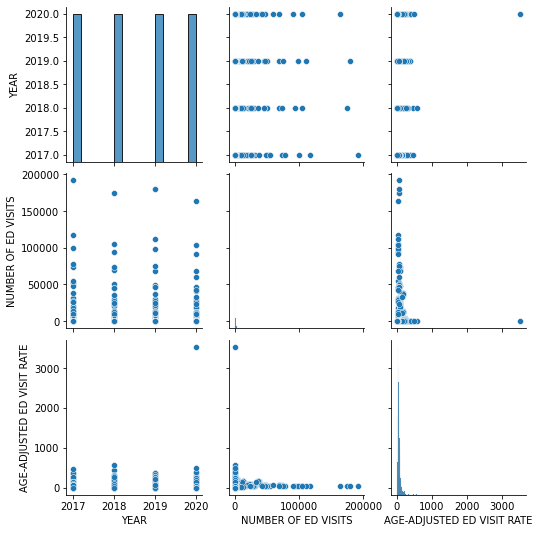 2020.0
2019.5
2019.0
2018.5
2018.0
2017.5
2017.0
YEAR
200000
150000
100000
50000
0
NUMBER OF ED VISITS
3000
2000
1000
0
AGE-ADJUSTED ED VISIT RATE
2017 2018 2019 2020
YEAR
0 100000 200000
NUMBER OF ED VISITS
0 1000 3000
AGE-ADJUSTED ED VISIT RATE